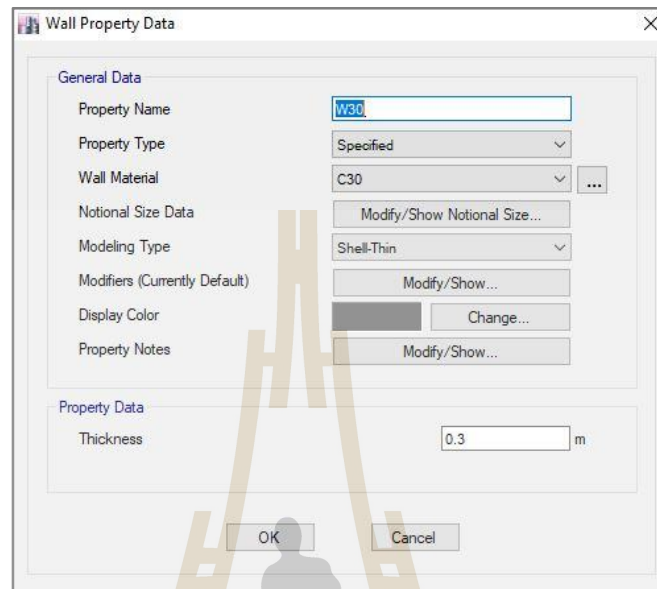 Wall Property Data
General Data
Property Name W30
Property Type Specified
Wall Material C30 ...
Notional Size Data Modify/Show Notional Size...
Modeling Type Shell-Thin
Modifiers (Currently Default) Modify/Show...
Display Color Change...
Property Notes Modify/Show...
Property Data
Thickness 0.3 m
OK Cancel